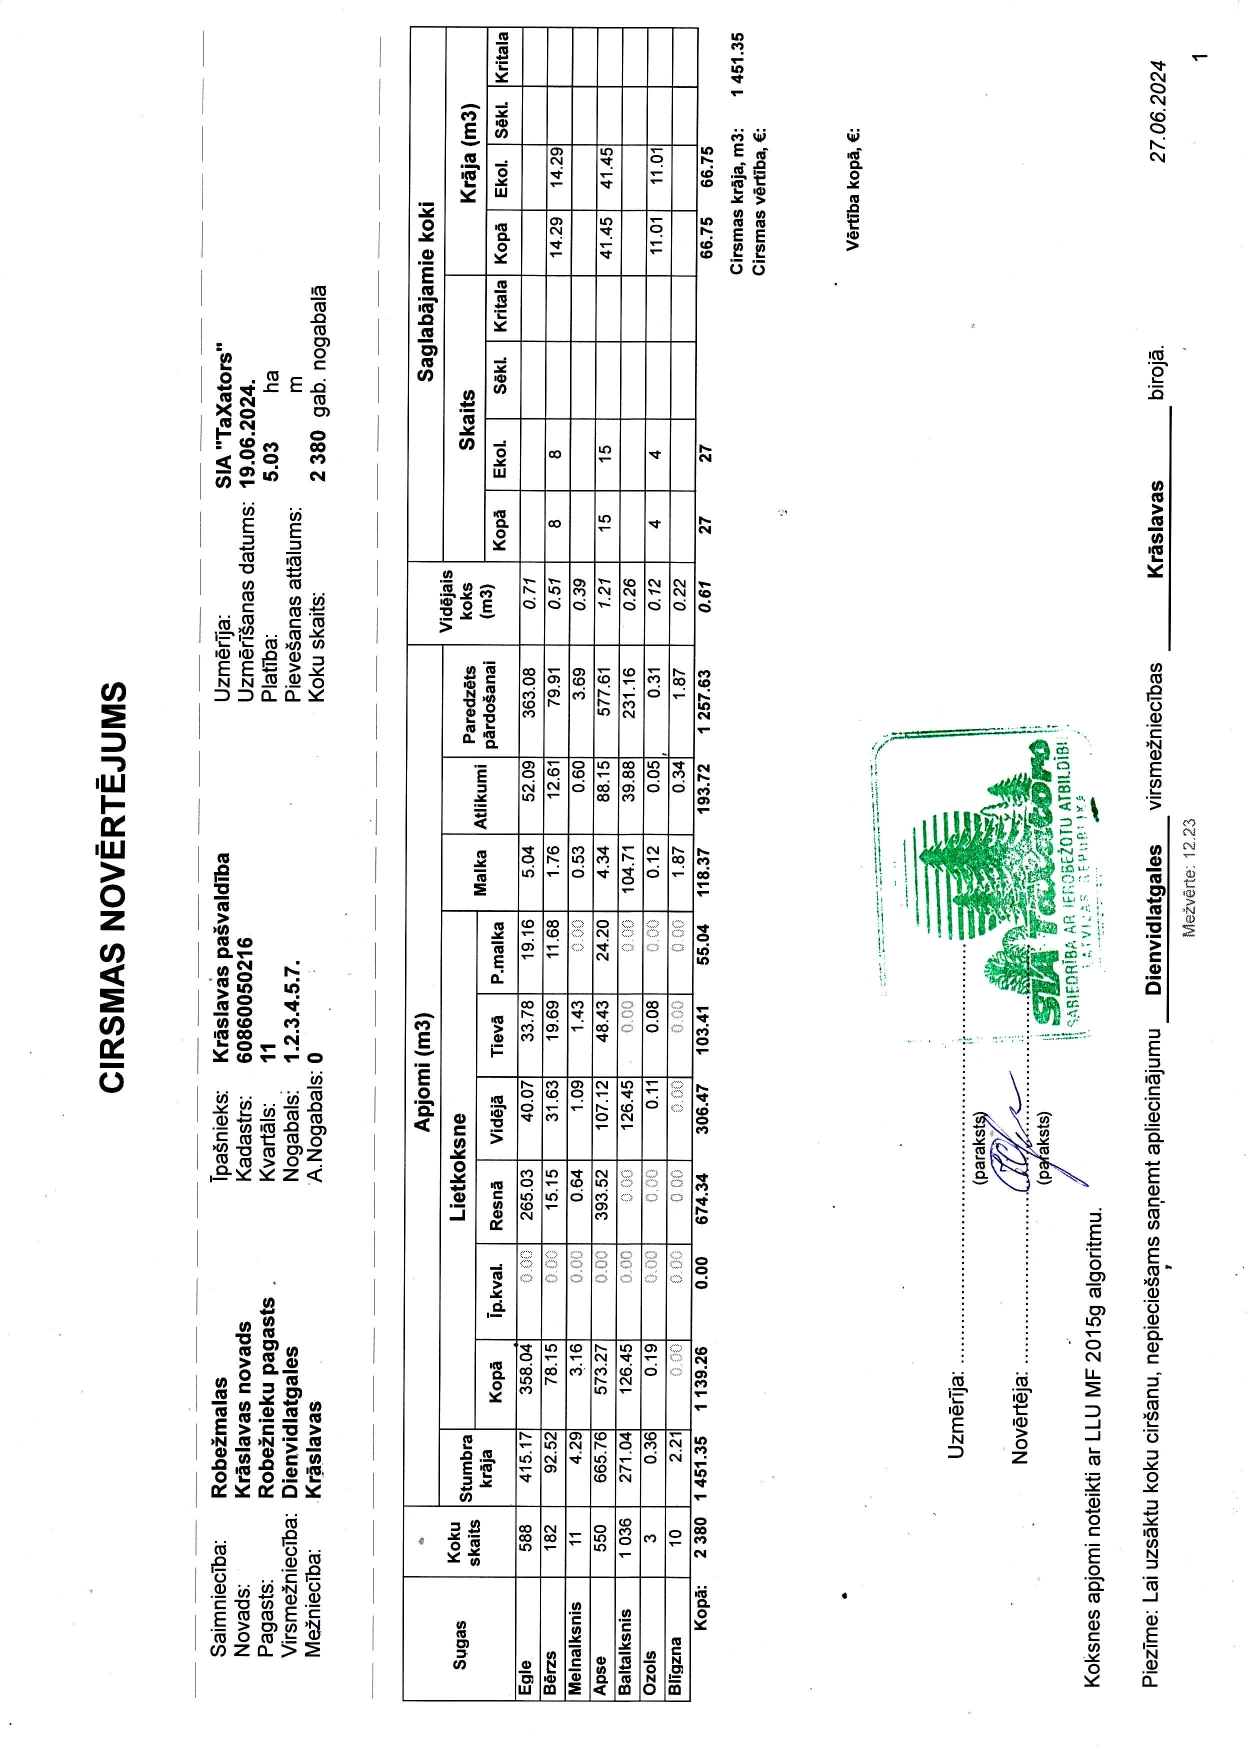 CIRSMAS NOVĒRTĒJUMS
Saimniecība: Robežmalas Īpašnieks: Krāslavas pašvaldība Uzmērīja: SIA "TaXators"
Novads: Krāslavas novads Kadastrs: 60860050216 Uzmērīšanas datums: 19.06.2024.
Pagasts: Robežnieku pagasts Kvartāls: 11 Platība: 5.03 ha
Virsmežniecība: Dienvidlatgales Nogabals: 1.2.3.4.5.7. Pievešanas attālums: m
Mežniecība: Krāslavas A.Nogabals: 0 Koku skaits: 2 380 gab. nogabalā
Sugas Koku skaits Apjomi (m3) Vidējais koks (m3) Saglabājamie koki
Stumbra krāja Lietkoksne Malka Atlikumi Paredzēts pārdošanai Skaits Krāja (m3)
Kopā Īp.kval. Resnā Vidējā Tievā P.malka Kopā Ekol. Sēkl. Kritala Kopā Ekol. Sēkl. Kritala
Egle 588 415.17 358.04 0.00 265.03 40.07 33.78 19.16 5.04 52.09 363.08 0.71
Bērzs 182 92.52 78.15 0.00 15.15 31.63 19.69 11.68 1.76 12.61 79.91 0.51 8 8 14.29 14.29
Melnalksnis 11 4.29 3.16 0.00 0.64 1.09 1.43 0.00 0.53 0.60 3.69 0.39
Apse 550 665.76 573.27 0.00 393.52 107.12 48.43 24.20 4.34 88.15 577.61 1.21 15 15 41.45 41.45
Baltalksnis 1 036 271.04 126.45 0.00 0.00 126.45 0.00 0.00 104.71 39.88 231.16 0.26
Ozols 3 0.36 0.19 0.00 0.00 0.11 0.08 0.00 0.12 0.05 0.31 0.12 4 4 11.01 11.01
Blīgzna 10 2.21 0.00 0.00 0.00 0.00 0.00 0.00 1.87 0.34 1.87 0.22
Kopā: 2 380 1 451.35 1 139.26 0.00 674.34 306.47 103.41 55.04 118.37 193.72 1 257.63 0.61 27 27 66.75 66.75
Cirsmas krāja, m3: 1 451.35
Cirsmas vērtība, €:
Vērtība kopā, €:
Uzmērīja:
(paraksts)
Novērtēja:
(paraksts)
SIA Taxators
SABIEDRĪBA AR IEROBEŽOTU ATBILDĪBU
LATVIJAS REPUBLIKA
Koksnes apjomi noteikti ar LLU MF 2015g algoritmu.
Piezīme: Lai uzsāktu koku ciršanu, nepieciešams saņemt apliecinājumu Dienvidlatgales virsmežniecības Krāslavas birojā. 27.06.2024
Mežvērte: 12.23
1